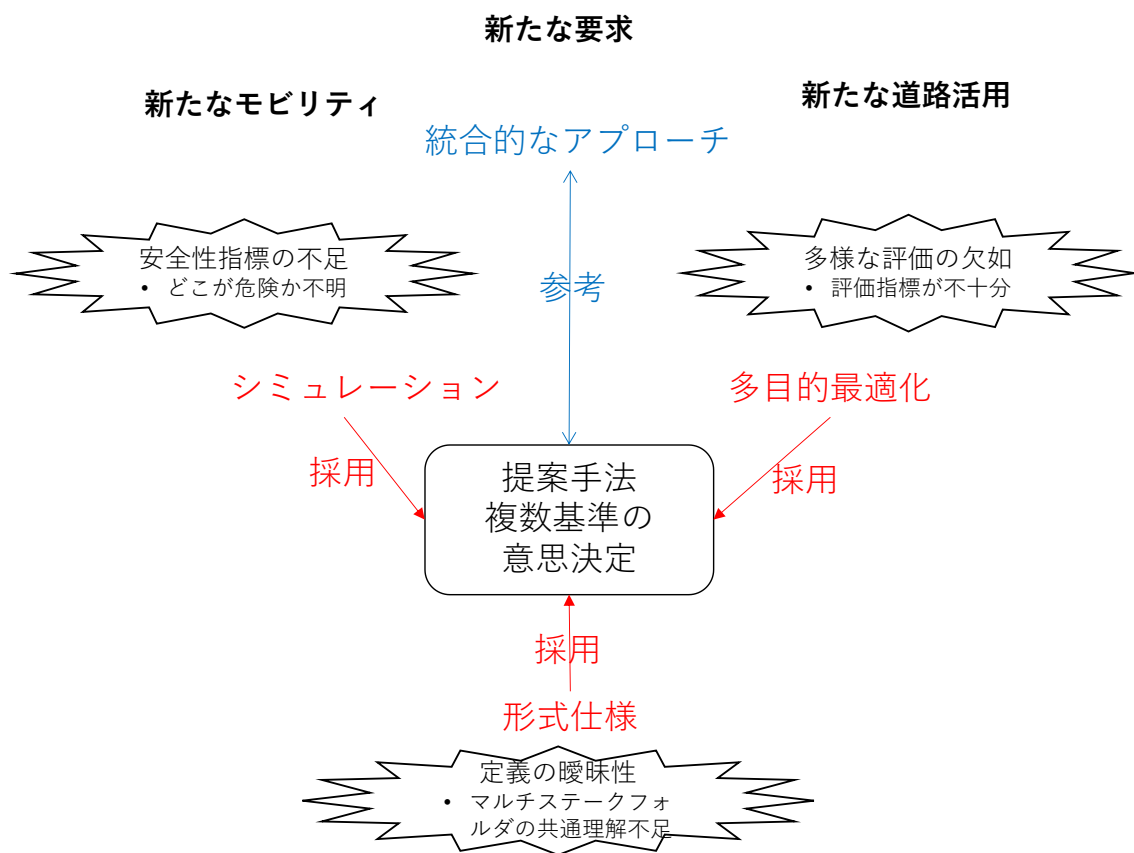 新たな要求
新たなモビリティ
新たな道路活用
統合的なアプローチ
安全性指標の不足
• どこが危険か不明
参考
多様な評価の欠如
• 評価指標が不十分
シミュレーション
多目的最適化
採用
採用
提案手法
複数基準の
意思決定
採用
形式仕様
定義の曖昧性
• マルチステークフォ
ルダの共通理解不足